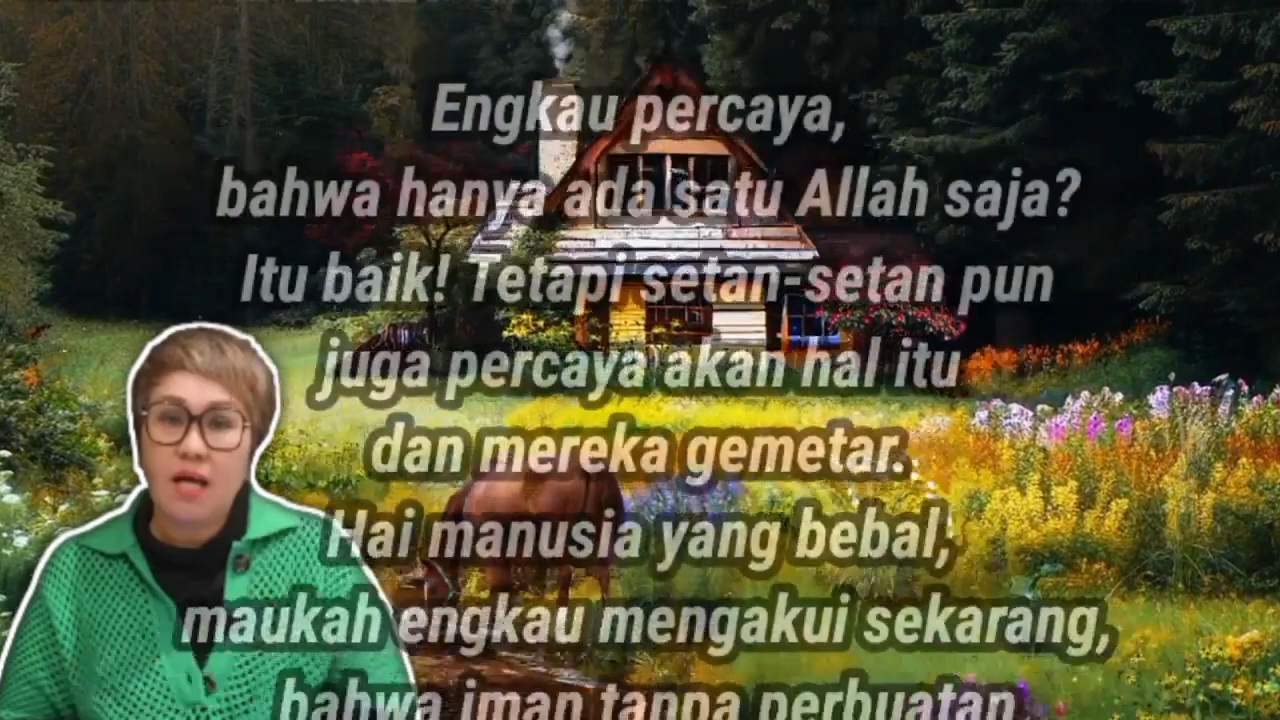 Engkau percaya,
bahwa hanya ada satu Allah saja?
Itu baik! Tetapi setan-setan pun
juga percaya akan hal itu
dan mereka gemetar.
Hai manusia yang bebal,
maukah engkau mengakui sekarang,
bahwa iman tanpa perbuatan